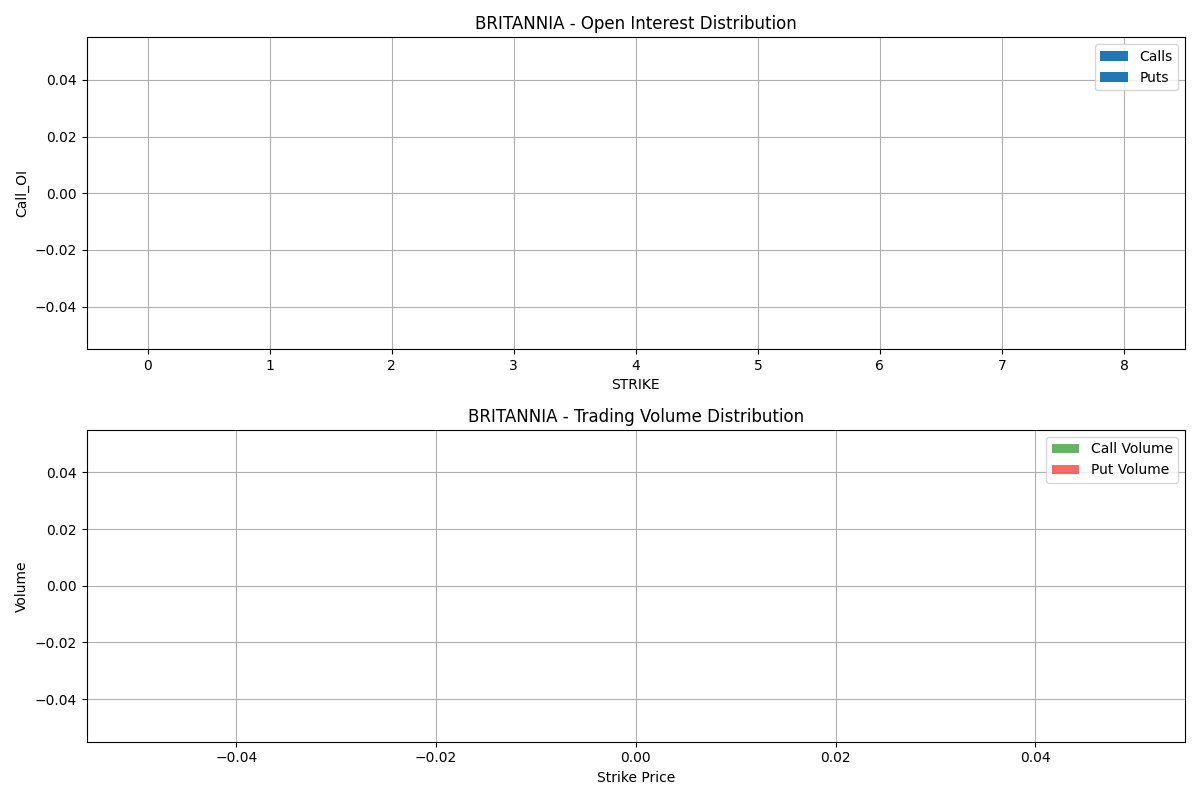 BRITANNIA - Open Interest Distribution
Calls
Puts
0.04
0.02
0.00
−0.02
−0.04
Call_OI
0 1 2 3 4 5 6 7 8
STRIKE
BRITANNIA - Trading Volume Distribution
Call Volume
Put Volume
0.04
0.02
0.00
−0.02
−0.04
Volume
−0.04 −0.02 0.00 0.02 0.04
Strike Price